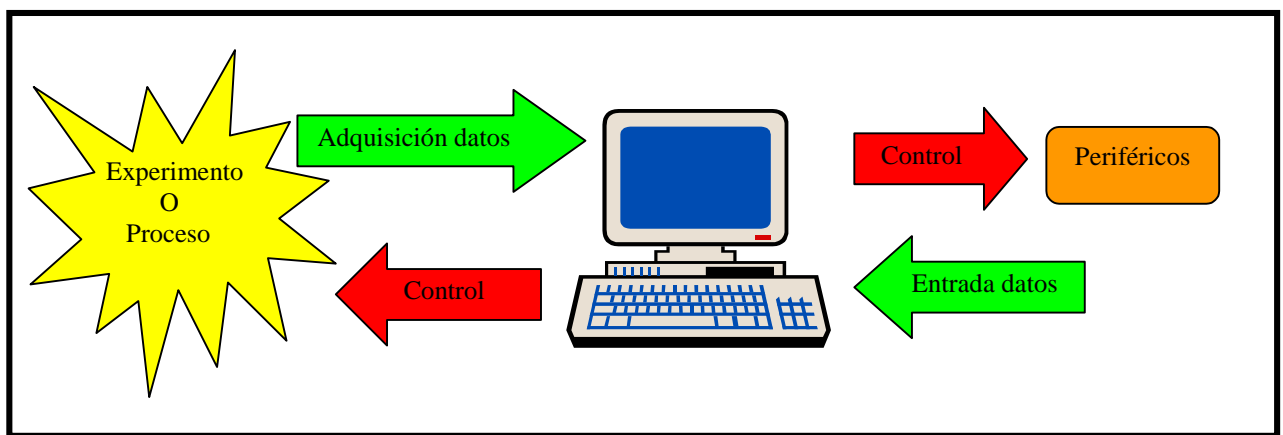 Experimento
O
Proceso
Adquisición datos
Control
Control
Periféricos
Entrada datos